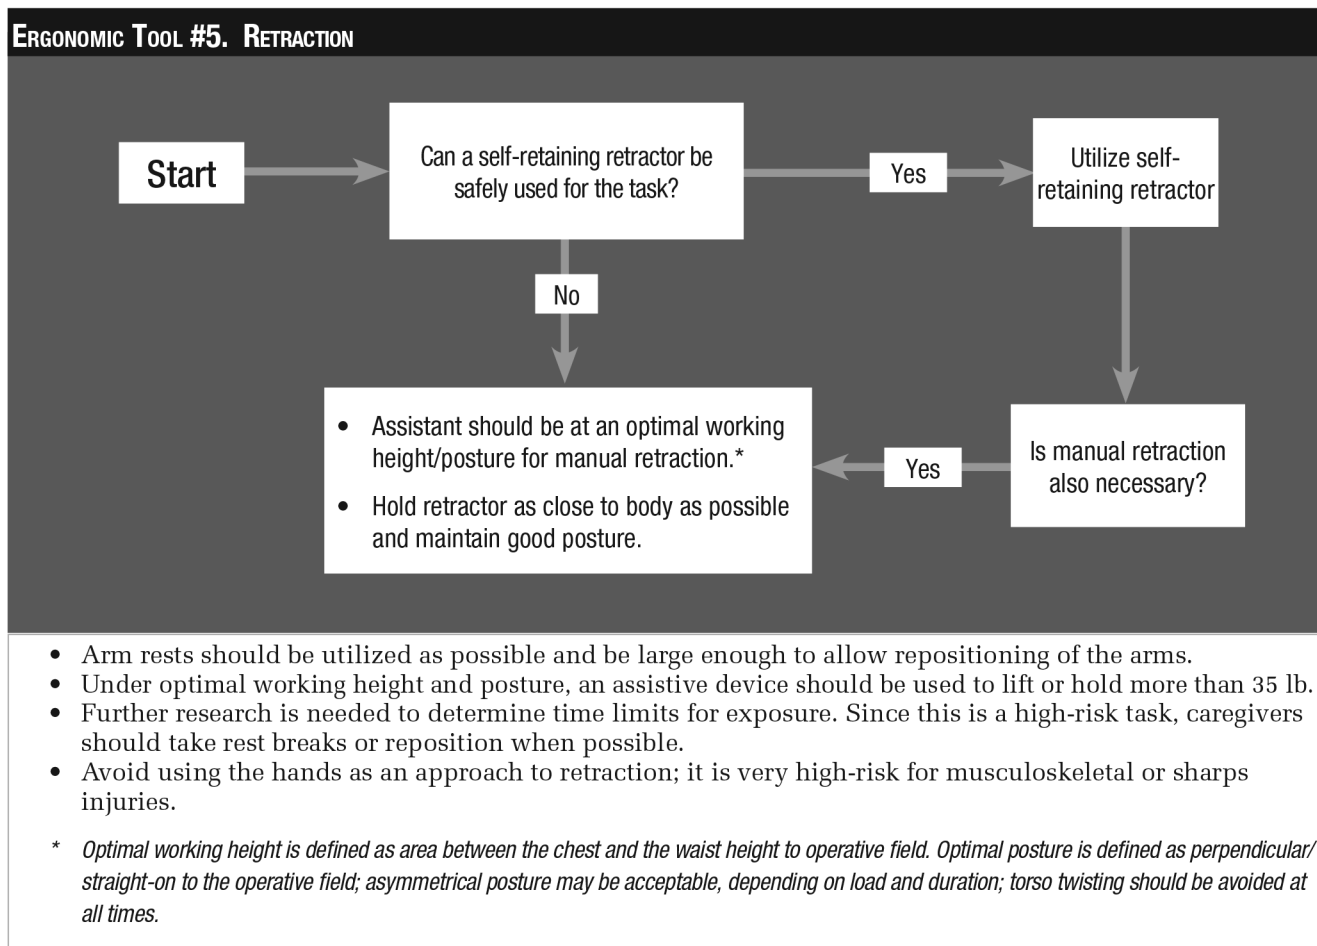 ERGONOMIC TOOL #5. RETRACTION
Start
Can a self-retaining retractor be
safely used for the task?
Yes
Utilize self-
retaining retractor
No
• Assistant should be at an optimal working
height/posture for manual retraction.*
• Hold retractor as close to body as possible
and maintain good posture.
Yes
Is manual retraction
also necessary?
• Arm rests should be utilized as possible and be large enough to allow repositioning of the arms.
• Under optimal working height and posture, an assistive device should be used to lift or hold more than 35 lb.
• Further research is needed to determine time limits for exposure. Since this is a high-risk task, caregivers
should take rest breaks or reposition when possible.
• Avoid using the hands as an approach to retraction; it is very high-risk for musculoskeletal or sharps
injuries.
* Optimal working height is defined as area between the chest and the waist height to operative field. Optimal posture is defined as perpendicular/
straight-on to the operative field; asymmetrical posture may be acceptable, depending on load and duration; torso twisting should be avoided at
all times.